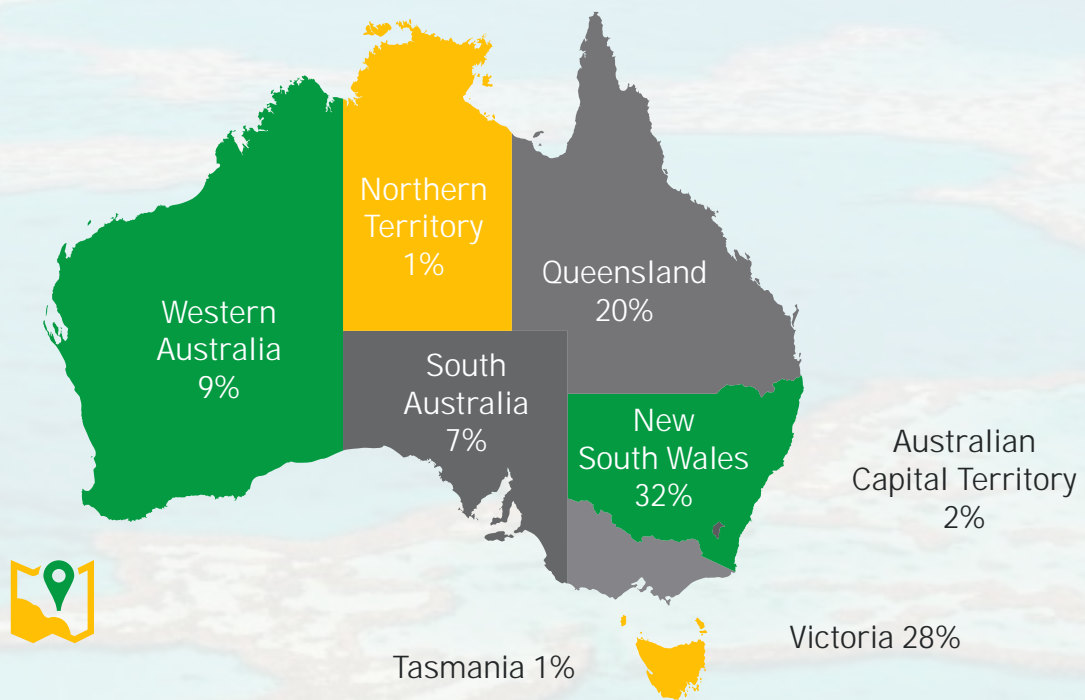 Northern
Territory
1%
Queensland
20%
Western
Australia
9%
South
Australia
7%
New
South Wales
32%
Australian
Capital Territory
2%
Victoria 28%
Tasmania 1%